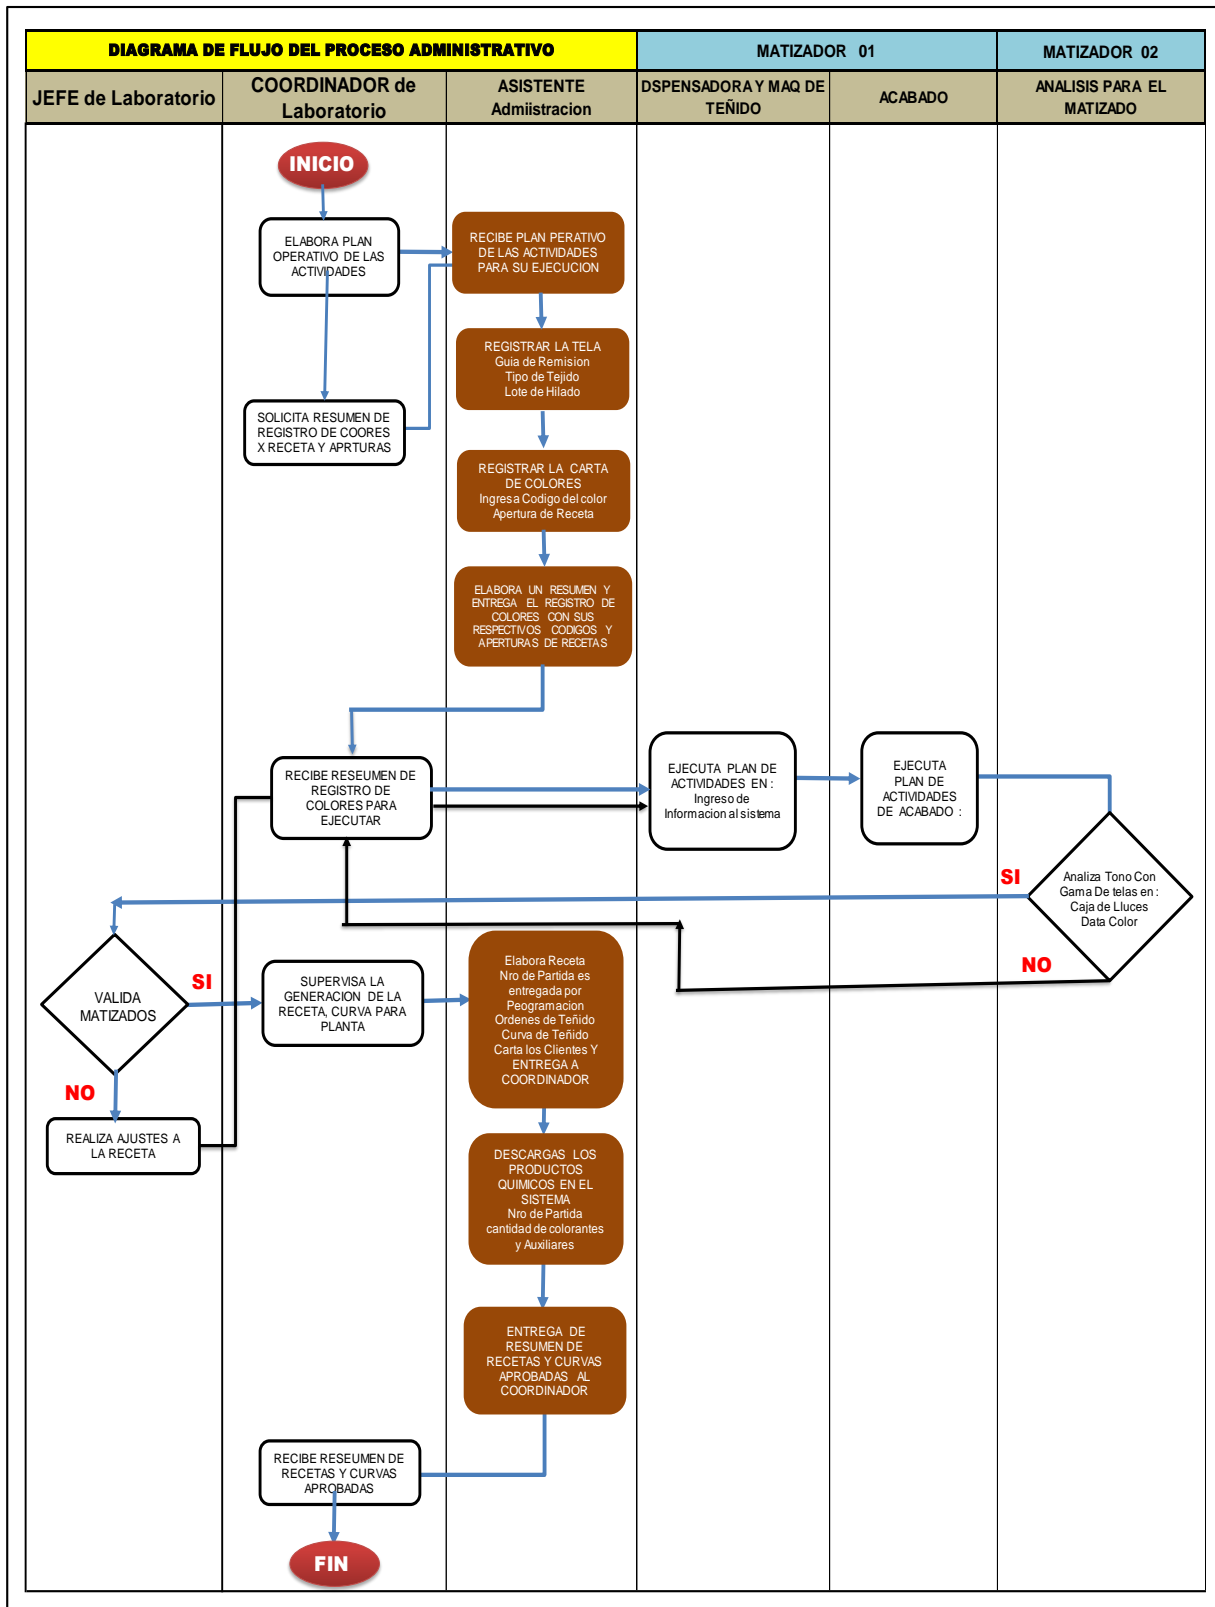 DIAGRAMA DE FLUJO DEL PROCESO ADMINISTRATIVO
MATIZADOR 01
MATIZADOR 02
JEFE de Laboratorio
COORDINADOR de
Laboratorio
ASISTENTE
Admiistracion
DSPENSADORA Y MAQ DE
TEÑIDO
ACABADO
ANALISIS PARA EL
MATIZADO
INICIO
ELABORA PLAN
OPERATIVO DE LAS
ACTIVIDADES
RECIBE PLAN PERATIVO
DE LAS ACTIVIDADES
PARA SU EJECUCION
REGISTRAR LA TELA
Guia de Remision
Tipo de Tejido
Lote de Hilado
SOLICITA RESUMEN DE
REGISTRO DE COORES
X RECETA Y APRTURAS
REGISTRAR LA CARTA
DE COLORES
Ingresa Codigo del color
Apertura de Receta
ELABORA UN RESUMEN Y
ENTREGA EL REGISTRO DE
COLORES CON SUS
RESPECTIVOS CODIGOS Y
APERTURAS DE RECETAS
RECIBE RESEUMEN DE
REGISTRO DE
COLORES PARA
EJECUTAR
EJECUTA PLAN DE
ACTIVIDADES EN :
Ingreso de
Informacion al sistema
EJECUTA
PLAN DE
ACTIVIDADES
DE ACABADO :
Analiza Tono Con
Gama De telas en :
Caja de Lluces
Data Color
SI
NO
VALIDA
MATIZADOS
SI
NO
SUPERVISA LA
GENERACION DE LA
RECETA, CURVA PARA
PLANTA
Elabora Receta
Nro de Partida es
entregada por
Peogramacion
Ordenes de Teñido
Curva de Teñido
Carta los Clientes Y
ENTREGA A
COORDINADOR
REALIZA AJUSTES A
LA RECETA
DESCARGAS LOS
PRODUCTOS
QUIMICOS EN EL
SISTEMA
Nro de Partida
cantidad de colorantes
y Auxiliares
ENTREGA DE
RESUMEN DE
RECETAS Y CURVAS
APROBADAS AL
COORDINADOR
RECIBE RESEUMEN DE
RECETAS Y CURVAS
APROBADAS
FIN